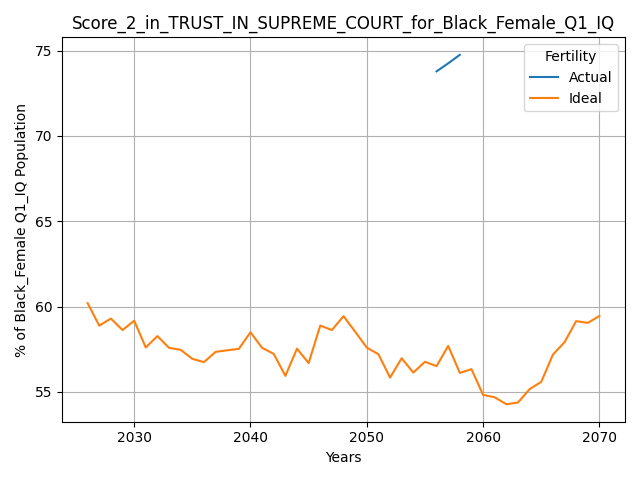 Score_2_in_TRUST_IN_SUPREME_COURT_for_Black_Female_Q1_IQ
% of Black_Female Q1_IQ Population
75
70
65
60
55
Fertility
Actual
Ideal
2030
2040
2050
2060
2070
Years